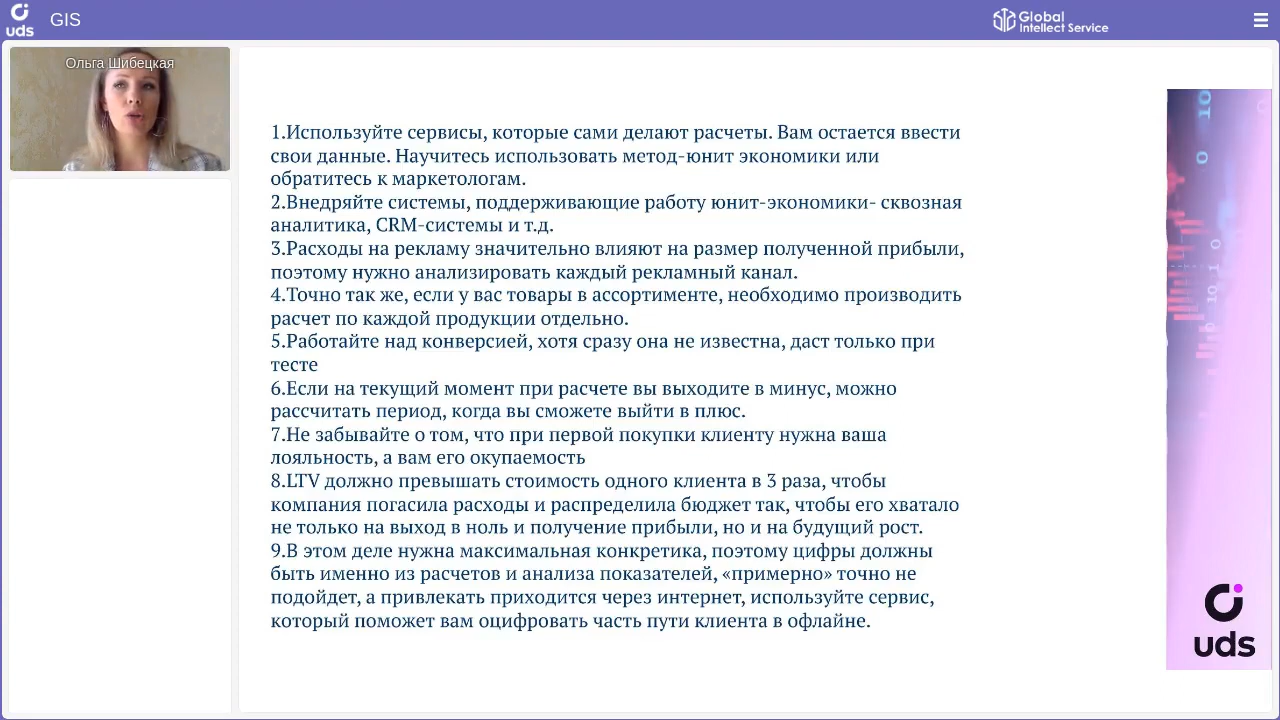 uds
GIS
Global
Intellect Service
Ольга Шибецкая
1.Используйте сервисы, которые сами делают расчеты. Вам остается ввести
свои данные. Научитесь использовать метод-юнит экономики или
обратитесь к маркетологам.
2.Внедряйте системы, поддерживающие работу юнит-экономики- сквозная
аналитика, CRM-системы и т.д.
3.Расходы на рекламу значительно влияют на размер полученной прибыли,
поэтому нужно анализировать каждый рекламный канал.
4.Точно так же, если у вас товары в ассортименте, необходимо производить
расчет по каждой продукции отдельно.
5.Работайте над конверсией, хотя сразу она не известна, даст только при
тесте
6.Если на текущий момент при расчете вы выходите в минус, можно
рассчитать период, когда вы сможете выйти в плюс.
7.Не забывайте о том, что при первой покупки клиенту нужна ваша
лояльность, а вам его окупаемость
8.LTV должно превышать стоимость одного клиента в 3 раза, чтобы
компания погасила расходы и распределила бюджет так, чтобы его хватало
не только на выход в ноль и получение прибыли, но и на будущий рост.
9.В этом деле нужна максимальная конкретика, поэтому цифры должны
быть именно из расчетов и анализа показателей, «примерно» точно не
подойдет, а привлекать приходится через интернет, используйте сервис,
который поможет вам оцифровать часть пути клиента в офлайне.
uds